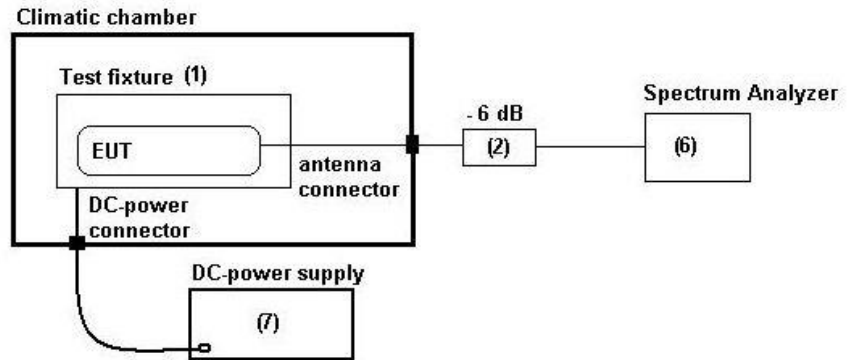 Climatic chamber
Test fixture (1)
EUT
antenna
connector
DC-power
connector
- 6 dB
(2)
Spectrum Analyzer
(6)
DC-power supply
(7)